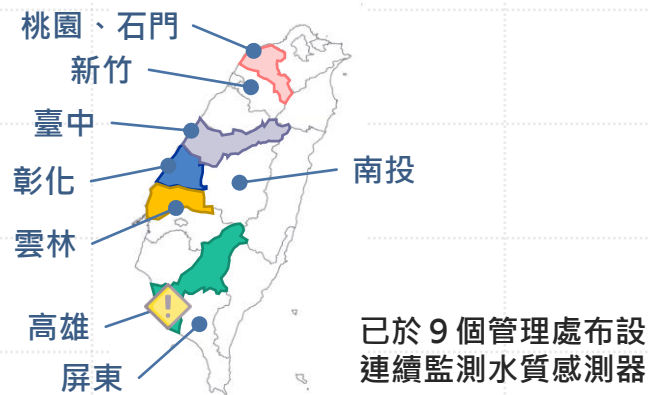 桃園、石門
新竹
臺中
彰化
南投
雲林
高雄
!
屏東
已於9個管理處布設
連續監測水質感測器